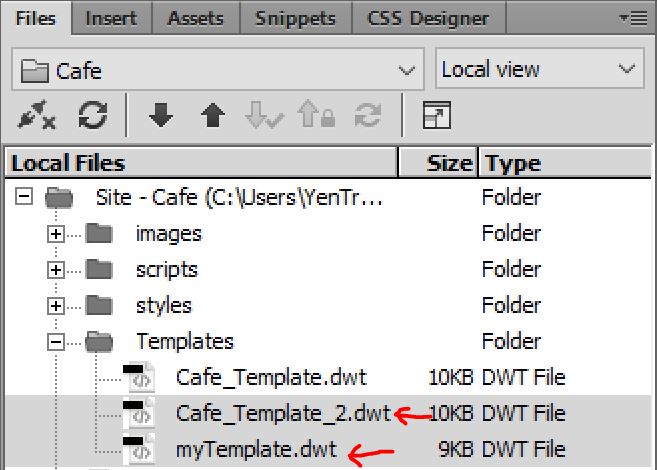 Files Insert Assets Snippets CSS Designer
Cafe Local view
Local Files Size Type
Site - Cafe (C:\Users\YenTr... Folder
images Folder
scripts Folder
styles Folder
Templates Folder
Cafe_Template.dwt 10KB DWT File
Cafe_Template_2.dwt 10KB DWT File
myTemplate.dwt 9KB DWT File